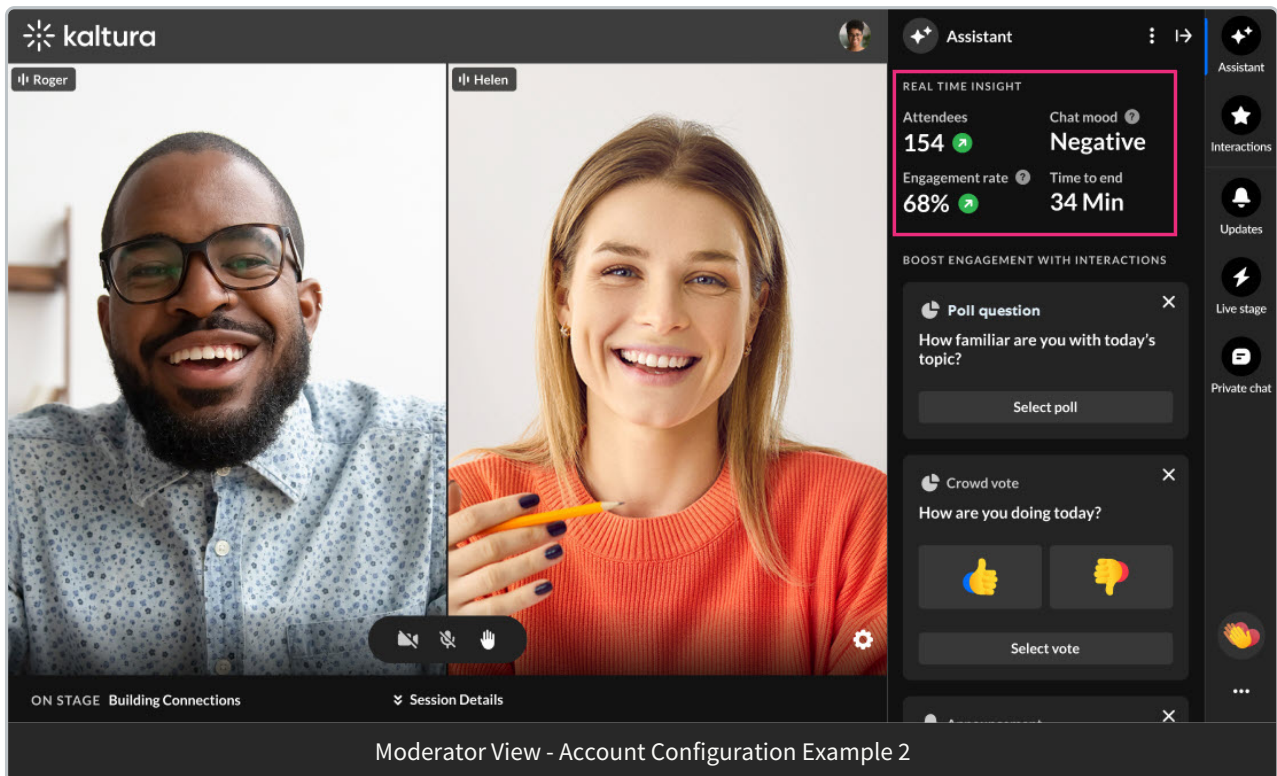 kaltura
Roger
Helen
Assistant
REAL TIME INSIGHT
Attendees
154
Chat mood ?
Negative
Engagement rate ?
68%
Time to end
34 Min
BOOST ENGAGEMENT WITH INTERACTIONS
Poll question
How familiar are you with today's
topic?
Select poll
Crowd vote
How are you doing today?
Select vote
Assistant
Interactions
Updates
Live stage
Private chat
ON STAGE Building Connections
Session Details
Moderator View - Account Configuration Example 2